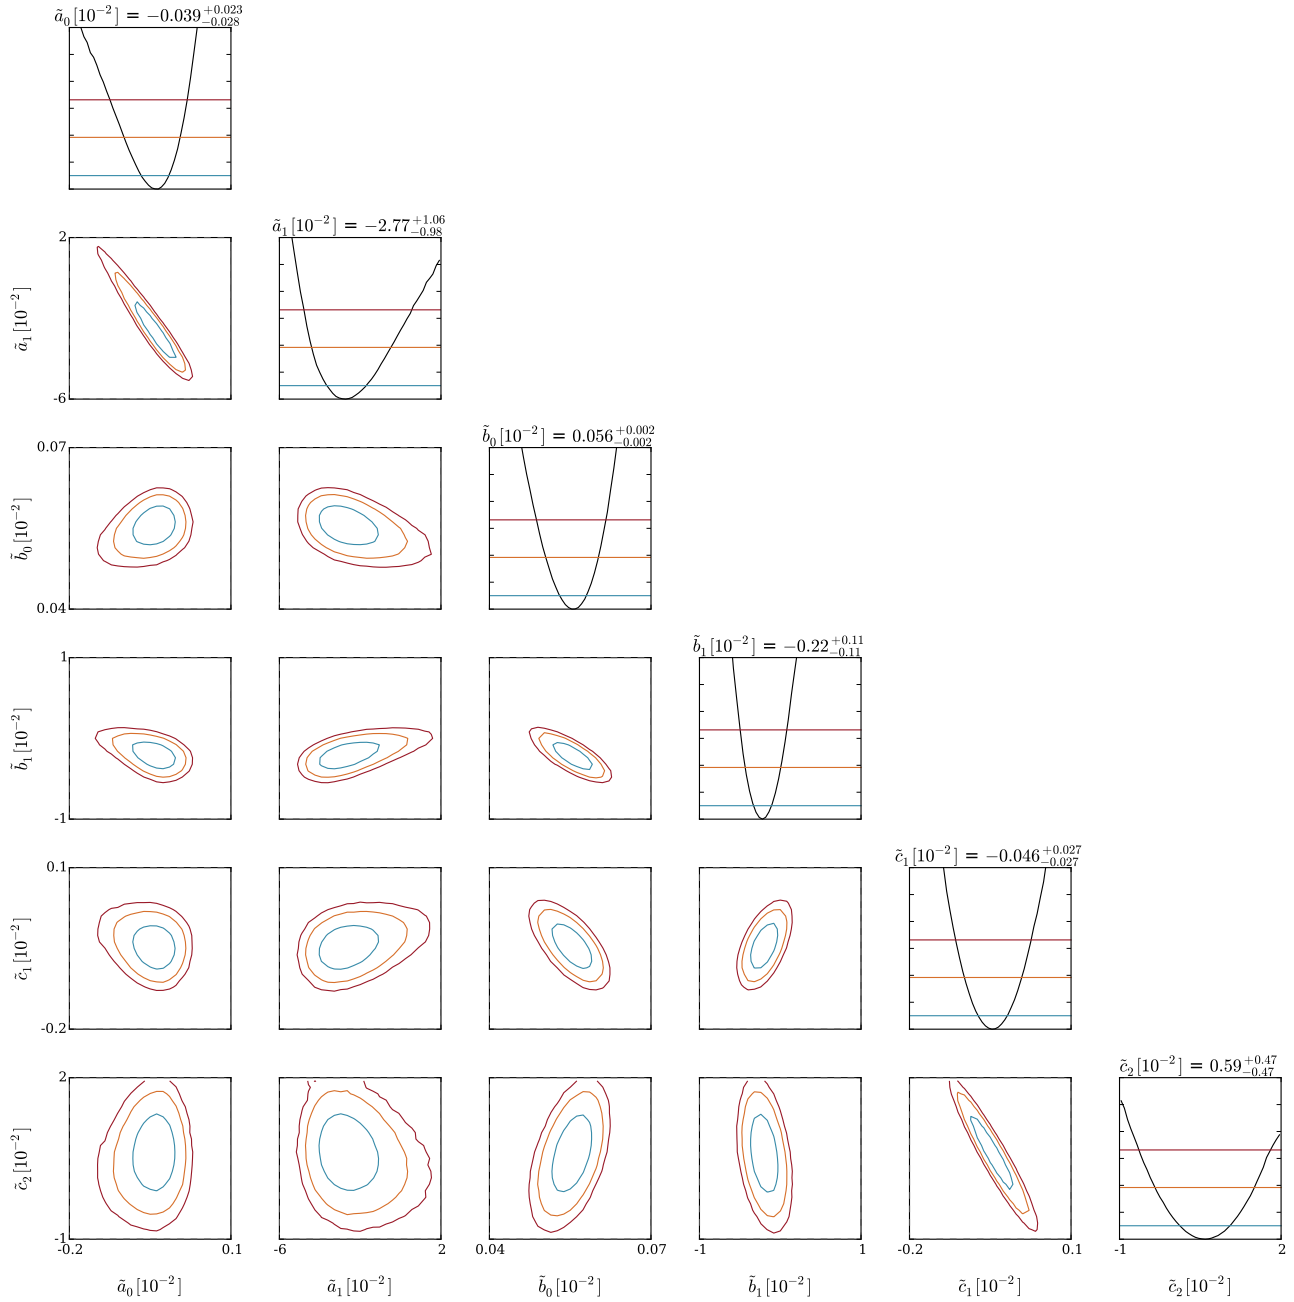 ã₀[10⁻²] = −0.039⁺⁰·⁰²³₋₀.₀₂₈
-0.2 0.1
2 ã₁[10⁻²] = −2.77⁺¹·⁰⁶₋₀.₉₈
ã₁[10⁻²]
-6
0.07 b̃₀[10⁻²] = 0.056⁺⁰·⁰⁰²₋₀.₀₀₂
b̃₀[10⁻²]
0.04
1 b̃₁[10⁻²] = −0.22⁺⁰·¹¹₋₀.₁₁
b̃₁[10⁻²]
-1
0.1 c̃₁[10⁻²] = −0.046⁺⁰·⁰²⁷₋₀.₀₂₇
c̃₁[10⁻²]
-0.2
2 c̃₂[10⁻²] = 0.59⁺⁰·⁴⁷₋₀.₄₇
c̃₂[10⁻²]
-1
-0.2 0.1 -6 2 0.04 0.07 -1 1 -0.2 0.1 -1 2
ã₀[10⁻²] ã₁[10⁻²] b̃₀[10⁻²] b̃₁[10⁻²] c̃₁[10⁻²] c̃₂[10⁻²]